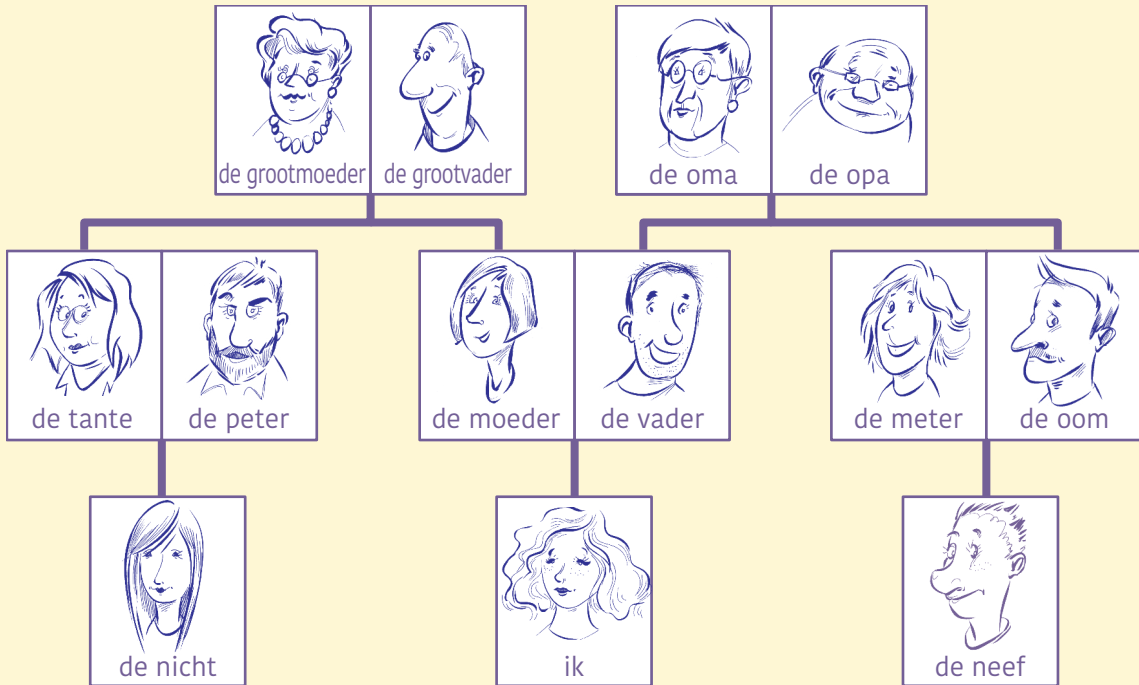 de grootmoeder
de grootvader
de oma
de opa
de tante
de peter
de moeder
de vader
de meter
de oom
de nicht
ik
de neef